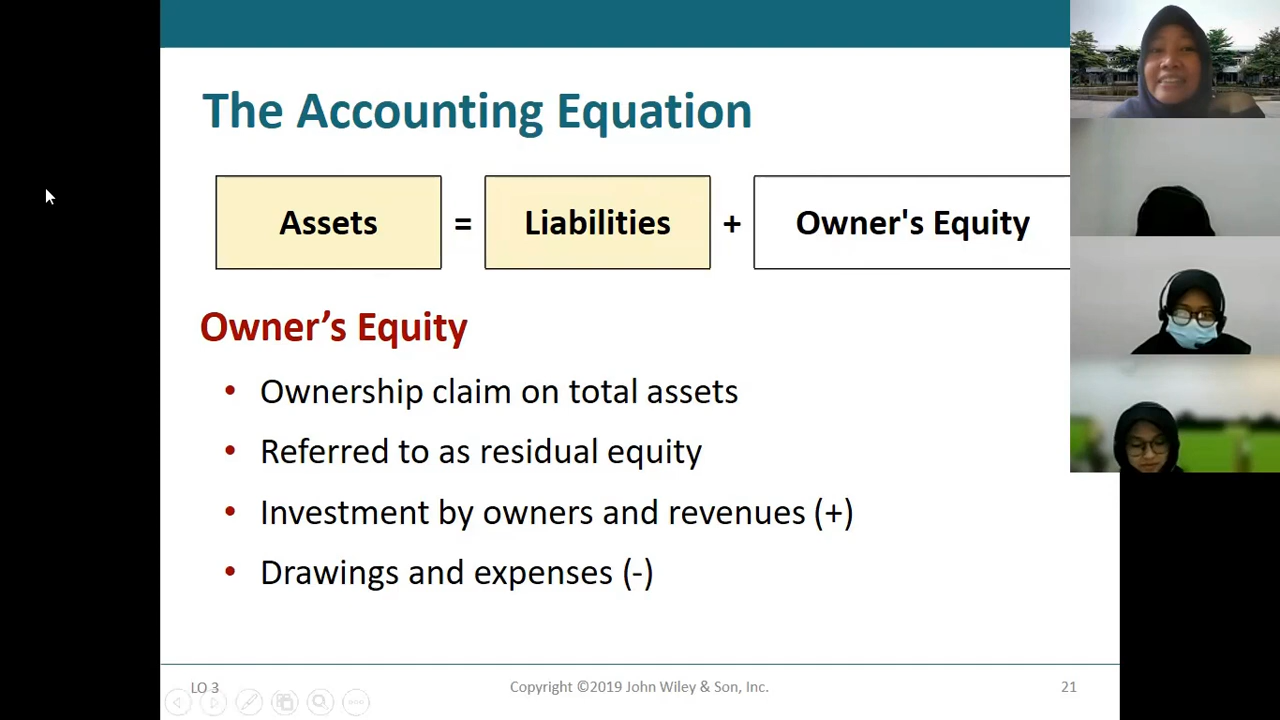 The Accounting Equation
Assets = Liabilities + Owner's Equity
Owner’s Equity
• Ownership claim on total assets
• Referred to as residual equity
• Investment by owners and revenues (+)
• Drawings and expenses (-)
LO 3 Copyright ©2019 John Wiley & Son, Inc. 21